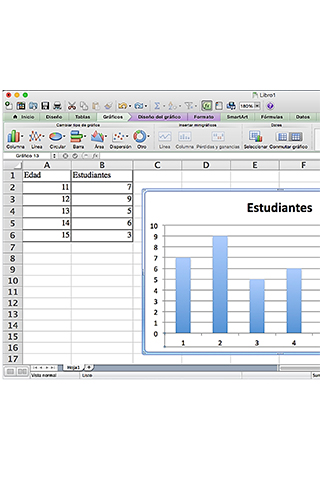 Libro1
180%
Inicio Diseño Tablas Gráficos Diseño del gráfico Formato SmartArt Fórmulas Datos
Cambiar tipo de gráfico Insertar minigráficos Datos
Columna Línea Circular Barra Área Dispersión Otro Línea Columna Pérdidas y ganancias Seleccionar Conmutar gráfico
Gráfico 13 fx
A B C D E F
1 Edad Estudiantes
2 11 7
3 12 9
4 13 5
5 14 6
6 15 3
7
8
9
10
11
12
13
14
15
16
17
Estudiantes
10
9
8
7
6
5
4
3
2
1
0
1 2 3 4
Hoja1
Vista normal Listo Sum